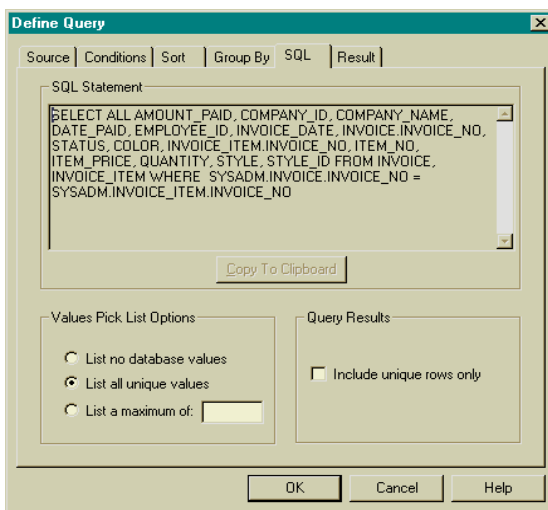 Define Query
Source Conditions Sort Group By SQL Result
SQL Statement
SELECT ALL AMOUNT_PAID, COMPANY_ID, COMPANY_NAME,
DATE_PAID, EMPLOYEE_ID, INVOICE_DATE, INVOICE.INVOICE_NO,
STATUS, COLOR, INVOICE_ITEM.INVOICE_NO, ITEM_NO,
ITEM_PRICE, QUANTITY, STYLE, STYLE_ID FROM INVOICE,
INVOICE_ITEM WHERE  SYSADM.INVOICE.INVOICE_NO =
SYSADM.INVOICE_ITEM.INVOICE_NO
Copy To Clipboard
Values Pick List Options
List no database values
List all unique values
List a maximum of:
Query Results
Include unique rows only
OK Cancel Help